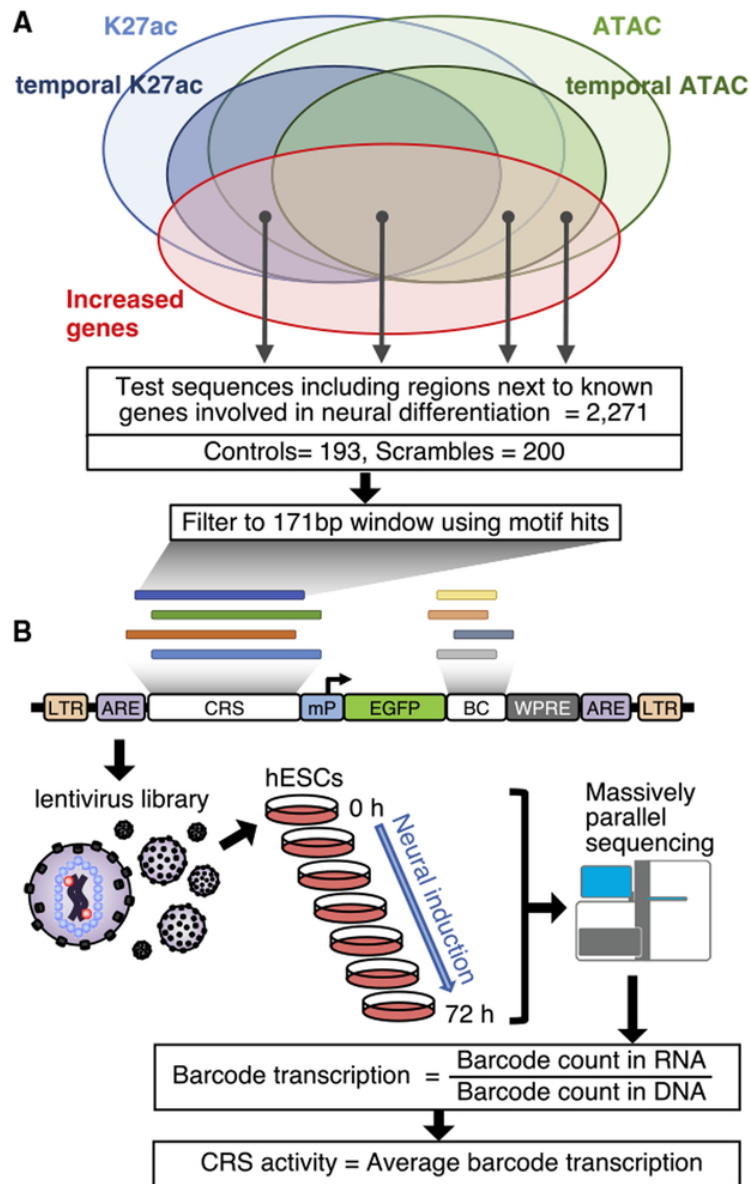 A
K27ac
ATAC
temporal K27ac
temporal ATAC
Increased
genes
Test sequences including regions next to known
genes involved in neural differentiation = 2,271
Controls= 193, Scrambles = 200
Filter to 171bp window using motif hits
B
LTR ARE CRS mP EGFP BC WPRE ARE LTR
lentivirus library
hESCs
0 h
Neural induction
72 h
Massively
parallel
sequencing
Barcode transcription = Barcode count in RNA
Barcode count in DNA
CRS activity = Average barcode transcription